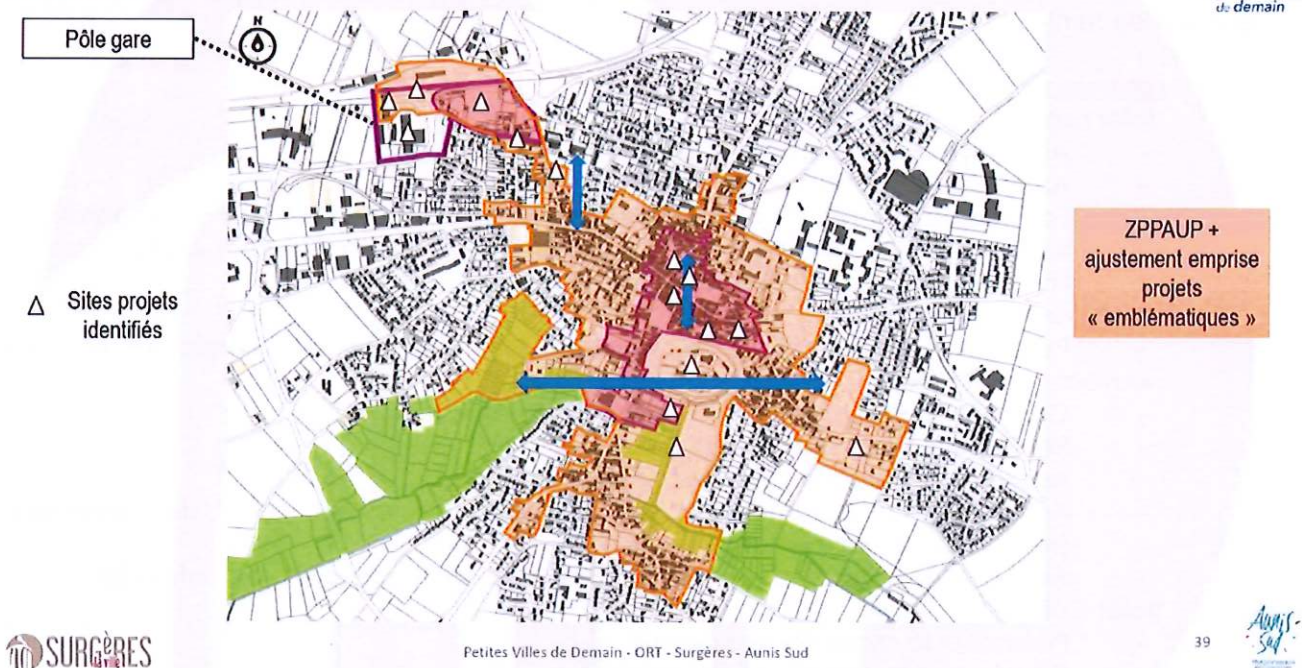 de demain
Pôle gare
N
Sites projets
identifiés
ZPPAUP +
ajustement emprise
projets
« emblématiques »
SURGÈRES
Petites Villes de Demain - ORT - Surgères - Aunis Sud
39
Aunis
Sud